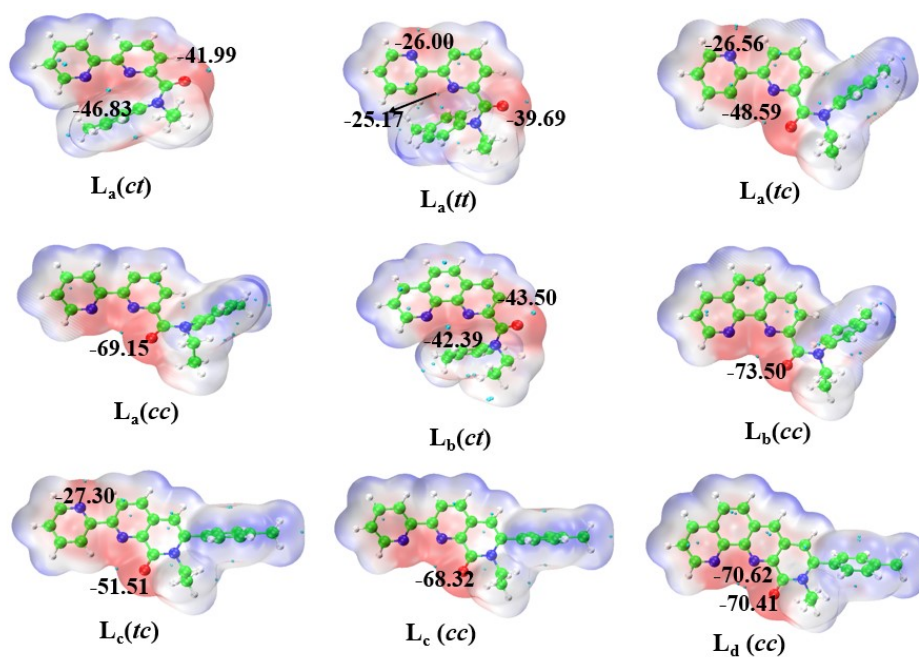 -41.99
-46.83
La(ct)
-26.00
-25.17
-39.69
La(tt)
-26.56
-48.59
La(tc)
-69.15
La(cc)
-43.50
-42.39
Lb(ct)
-73.50
Lb(cc)
-27.30
-51.51
Lc(tc)
-68.32
Lc (cc)
-70.62
-70.41
Ld (cc)